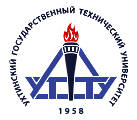 УХТИНСКИЙ ГОСУДАРСТВЕННЫЙ ТЕХНИЧЕСКИЙ УНИВЕРСИТЕТ
УГТУ
1958